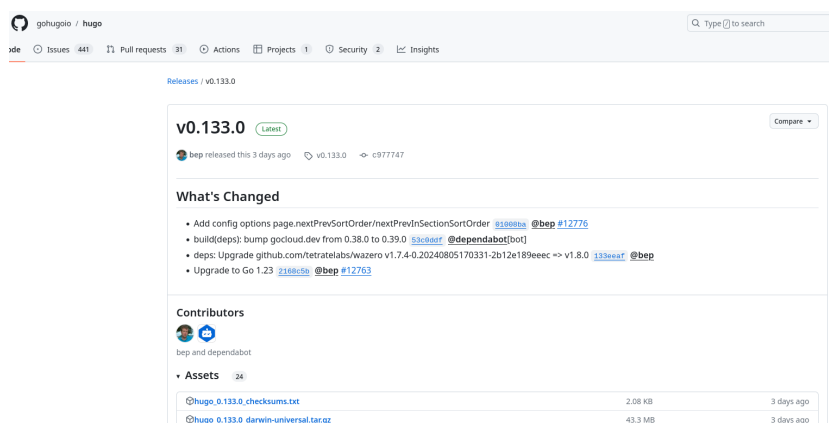 gohugoio / hugo
Type / to search
ode Issues 441 Pull requests 31 Actions Projects 1 Security 2 Insights
Releases / v0.133.0
v0.133.0 Latest
Compare
bep released this 3 days ago v0.133.0 c977747
What's Changed
• Add config options page.nextPrevSortOrder/nextPrevInSectionSortOrder 01000ba @bep #12776
• build(deps): bump gocloud.dev from 0.38.0 to 0.39.0 53c0ddf @dependabot[bot]
• deps: Upgrade github.com/tetratelabs/wazero v1.7.4-0.20240805170331-2b12e189eeec => v1.8.0 133eeaf @bep
• Upgrade to Go 1.23 2168c5b @bep #12763
Contributors
bep and dependabot
Assets 24
hugo_0.133.0_checksums.txt 2.08 KB 3 days ago
hugo_0.133.0_darwin-universal.tar.gz 43.3 MB 3 days ago